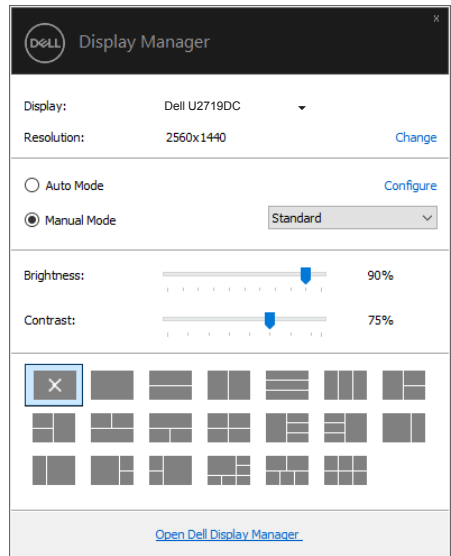 x
DELL Display Manager
Display: Dell U2719DC
Resolution: 2560x1440 Change
Auto Mode Configure
Manual Mode Standard
Brightness: 90%
Contrast: 75%
Open Dell Display Manager